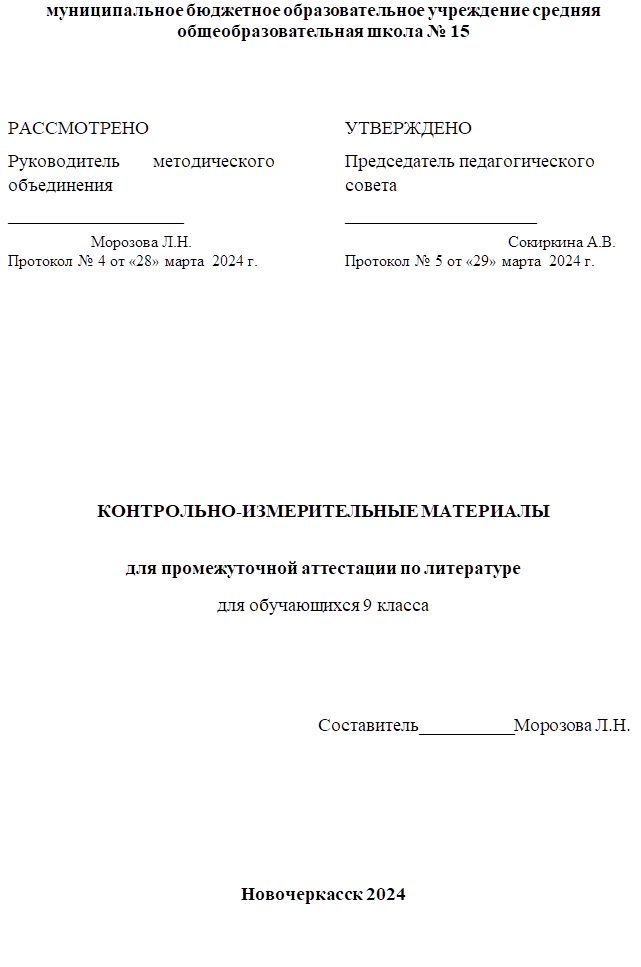 муниципальное бюджетное образовательное учреждение средняя
общеобразовательная школа № 15
РАССМОТРЕНО
Руководитель методического
объединения
____________________
Морозова Л.Н.
Протокол № 4 от «28» марта 2024 г.
УТВЕРЖДЕНО
Председатель педагогического
совета
______________________
Сокиркина А.В.
Протокол № 5 от «29» марта 2024 г.
КОНТРОЛЬНО-ИЗМЕРИТЕЛЬНЫЕ МАТЕРИАЛЫ
для промежуточной аттестации по литературе
для обучающихся 9 класса
Составитель___________Морозова Л.Н.
Новочеркасск 2024